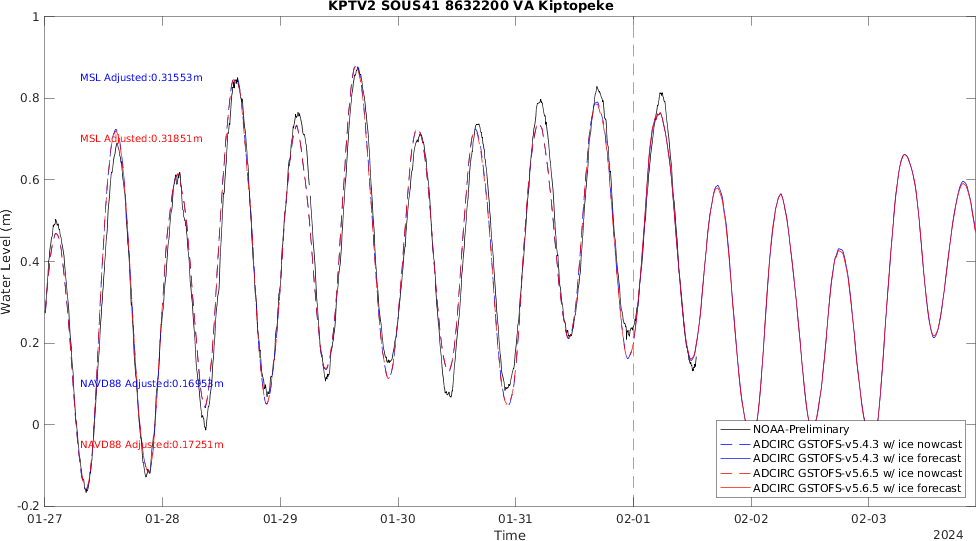 KPTV2 SOUS41 8632200 VA Kiptopeke
1
0.8
0.6
0.4
0.2
0
-0.2
Water Level (m)
MSL Adjusted:0.31553m
MSL Adjusted:0.31851m
NAVD88 Adjusted:0.16953m
NAVD88 Adjusted:0.17251m
NOAA-Preliminary
ADCIRC GSTOFS-v5.4.3 w/ ice nowcast
ADCIRC GSTOFS-v5.4.3 w/ ice forecast
ADCIRC GSTOFS-v5.6.5 w/ ice nowcast
ADCIRC GSTOFS-v5.6.5 w/ ice forecast
01-27 01-28 01-29 01-30 01-31 02-01 02-02 02-03
Time
2024